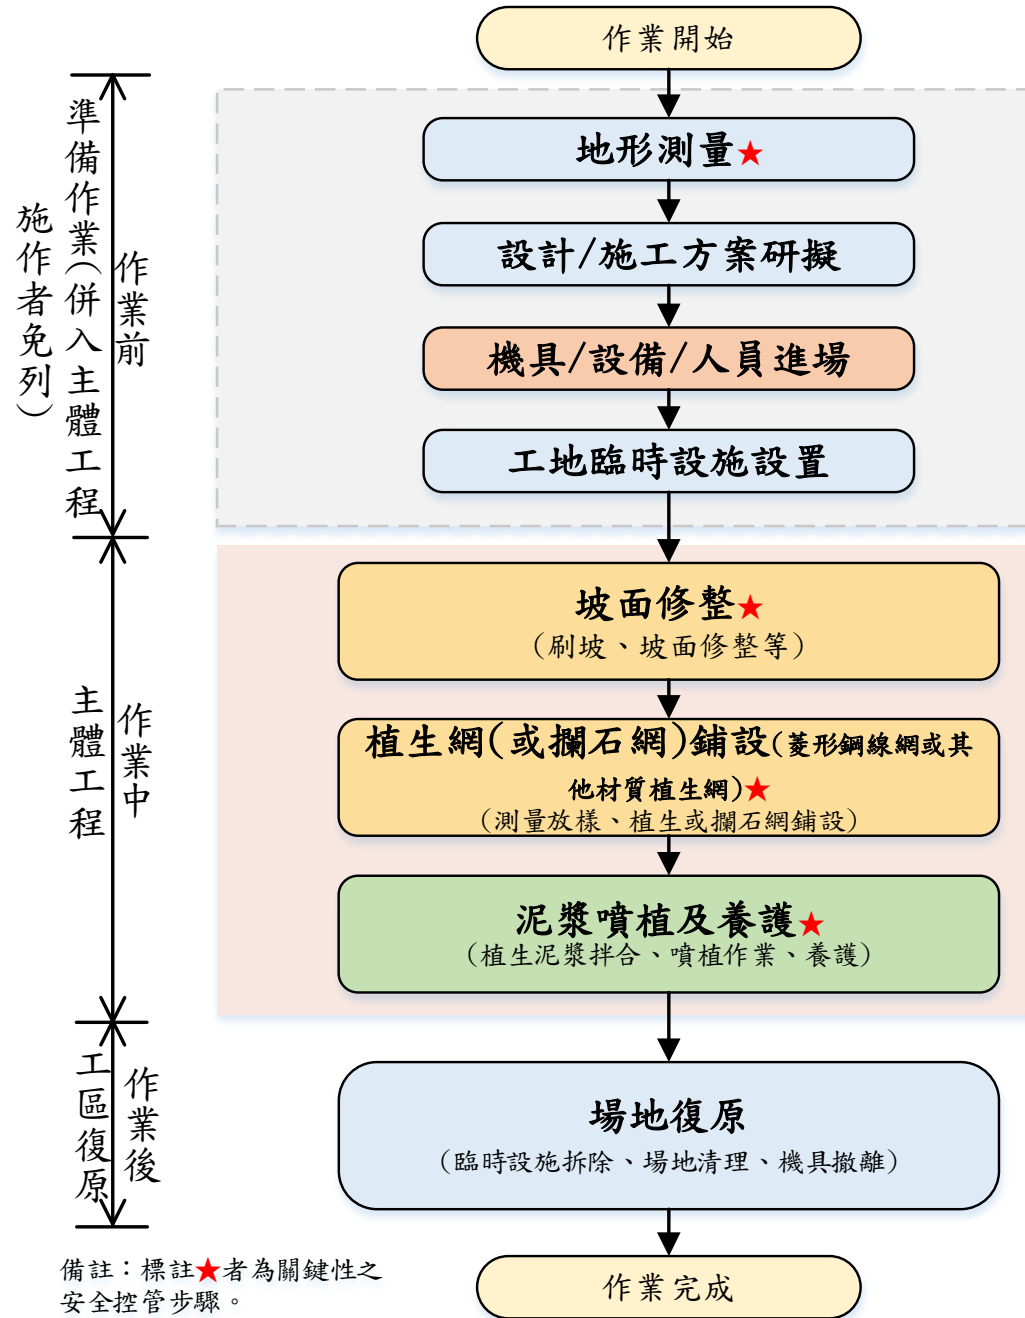 作業開始
準備作業(併入主體工程
施作者免列)
作業前
地形測量★
設計/施工方案研擬
機具/設備/人員進場
工地臨時設施設置
主體工程
作業中
坡面修整★
(刷坡、坡面修整等)
植生網(或攔石網)鋪設(菱形鋼線網或其
他材質植生網)★
(測量放樣、植生或攔石網鋪設)
泥漿噴植及養護★
(植生泥漿拌合、噴植作業、養護)
工區復原
作業後
場地復原
(臨時設施拆除、場地清理、機具撤離)
作業完成
備註：標註★者為關鍵性之
安全控管步驟。